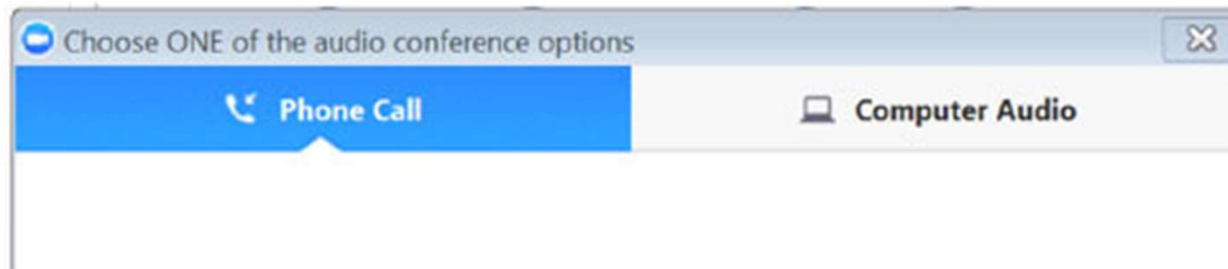 Choose ONE of the audio conference options
Phone Call
Computer Audio